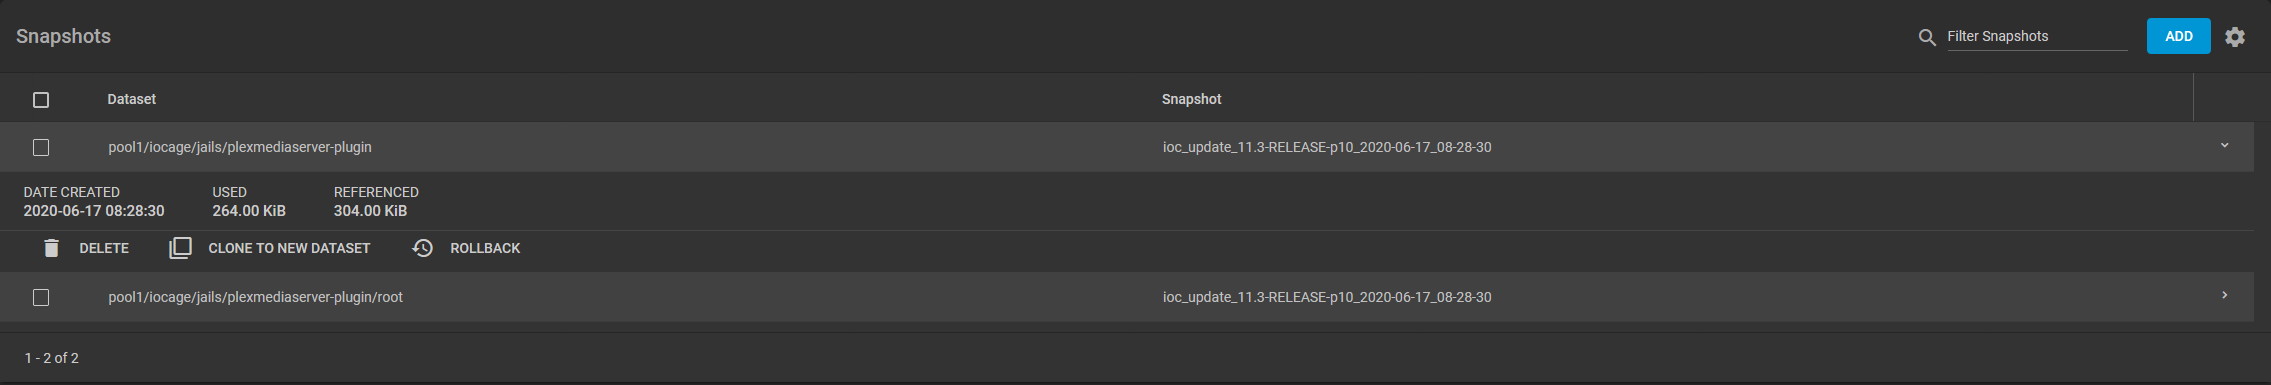 Snapshots
Filter Snapshots
ADD
Dataset Snapshot
pool1/iocage/jails/plexmediaserver-plugin ioc_update_11.3-RELEASE-p10_2020-06-17_08-28-30
DATE CREATED USED REFERENCED
2020-06-17 08:28:30 264.00 KiB 304.00 KiB
DELETE CLONE TO NEW DATASET ROLLBACK
pool1/iocage/jails/plexmediaserver-plugin/root ioc_update_11.3-RELEASE-p10_2020-06-17_08-28-30
1 - 2 of 2